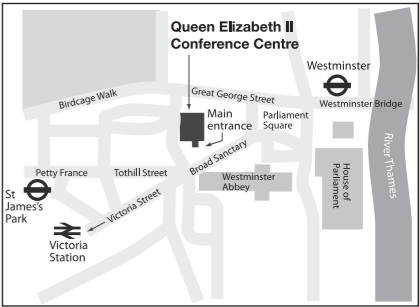 Queen Elizabeth II
Conference Centre
Westminster
Birdcage Walk
Great George Street
Westminster Bridge
Main
entrance
Parliament
Square
Broad Sanctary
River Thames
Petty France
Tothill Street
Westminster
Abbey
House of
Parliament
St
James's
Park
Victoria Street
Victoria
Station